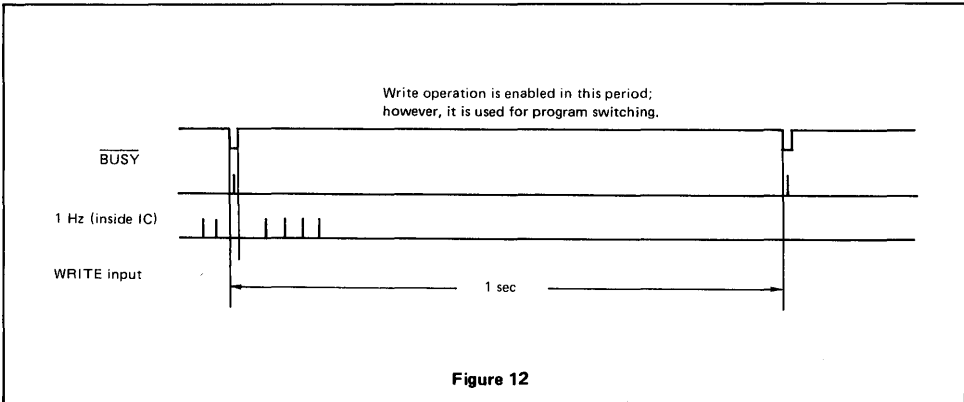 Write operation is enabled in this period;
however, it is used for program switching.
BUSY
1 Hz (inside IC)
WRITE input
1 sec
Figure 12